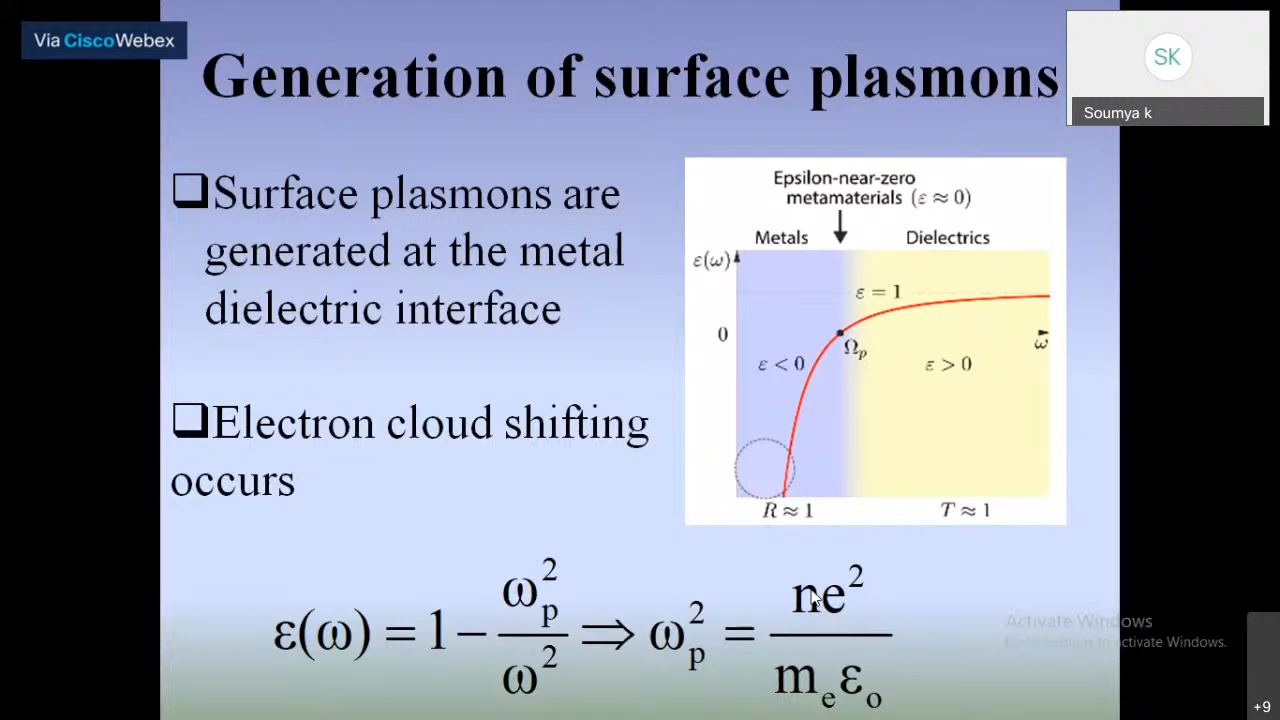 Via Cisco Webex
Generation of surface plasmons
SK
Soumya k
❑Surface plasmons are
generated at the metal
dielectric interface
❑Electron cloud shifting
occurs
Epsilon-near-zero
metamaterials (ε ≈ 0)
Metals Dielectrics
ε(ω)
ε = 1
0
Ωₚ
ω
ε < 0 ε > 0
R ≈ 1 T ≈ 1
ε(ω) = 1 − ωₚ²/ω² ⇒ ωₚ² = ne²/mₑεₒ
Activate Windows
+9